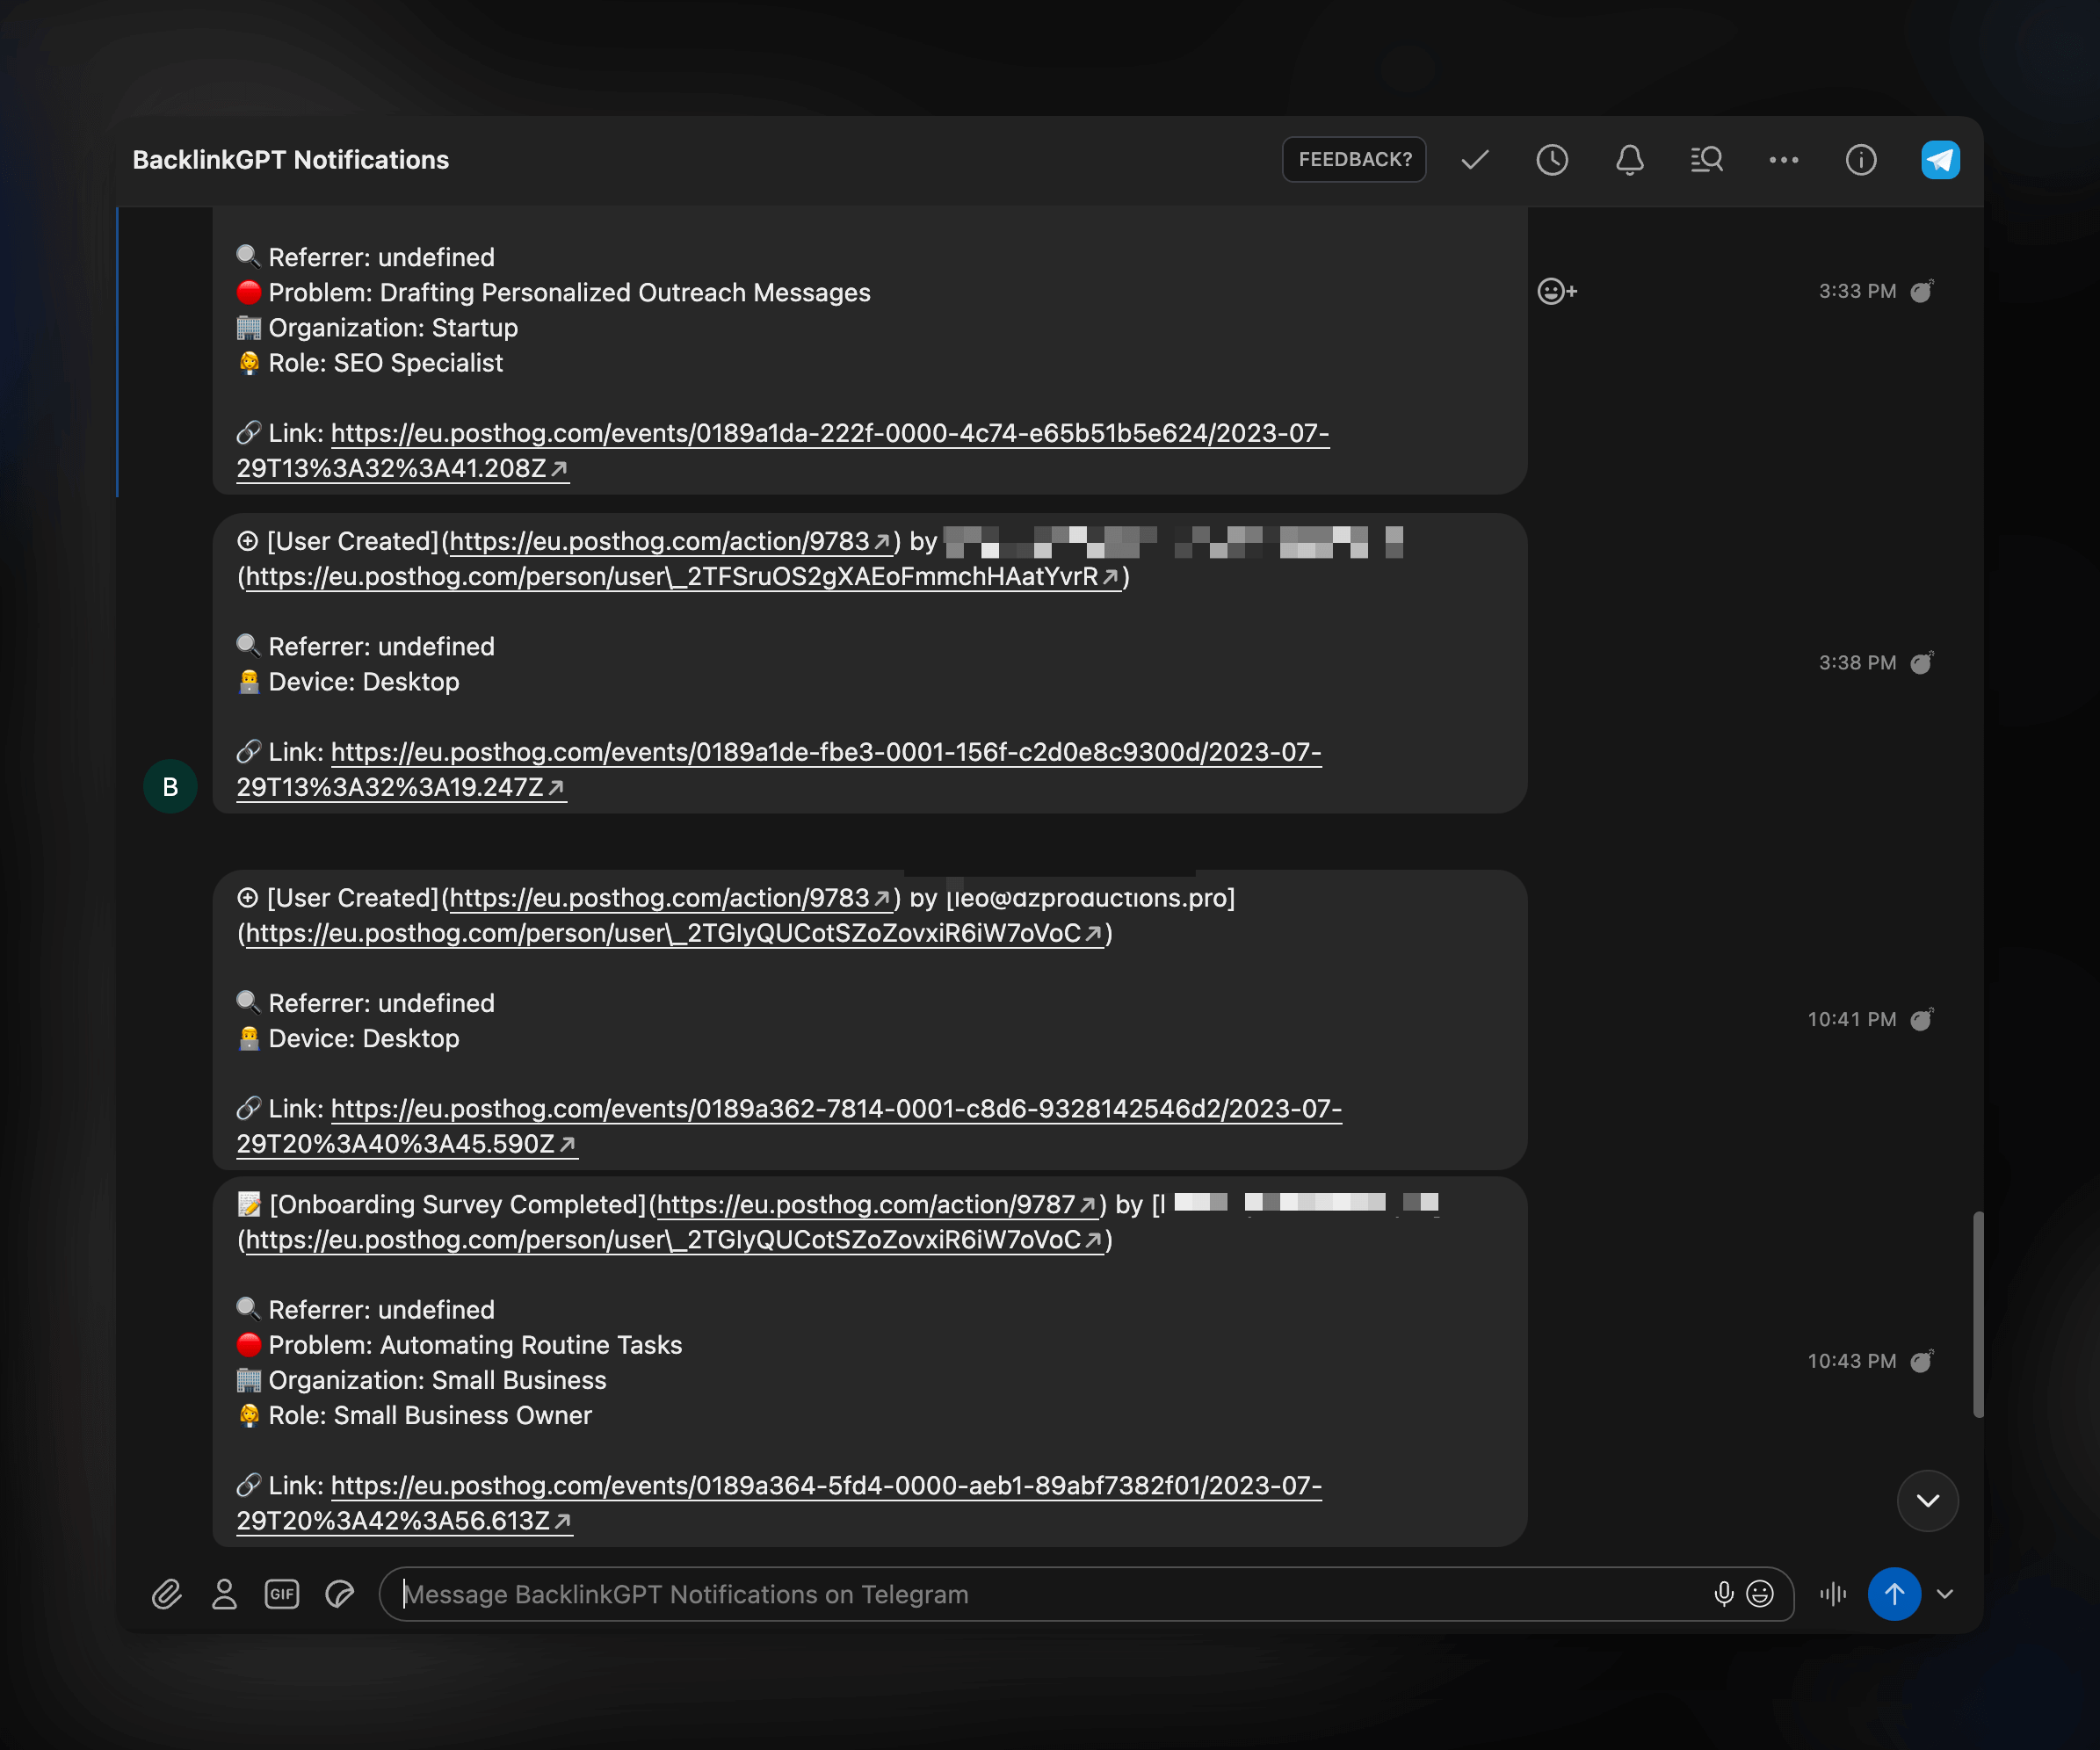 BacklinkGPT Notifications
FEEDBACK?
🔍 Referrer: undefined
🔴 Problem: Drafting Personalized Outreach Messages
🏢 Organization: Startup
👩‍💼 Role: SEO Specialist
3:33 PM
🔗 Link: https://eu.posthog.com/events/0189a1da-222f-0000-4c74-e65b51b5e624/2023-07-
29T13%3A32%3A41.208Z
⊕ [User Created](https://eu.posthog.com/action/9783) by
(https://eu.posthog.com/person/user\_2TFSruOS2gXAEoFmmchHAatYvrR)
🔍 Referrer: undefined
👨‍💻 Device: Desktop
3:38 PM
🔗 Link: https://eu.posthog.com/events/0189a1de-fbe3-0001-156f-c2d0e8c9300d/2023-07-
29T13%3A32%3A19.247Z
B
⊕ [User Created](https://eu.posthog.com/action/9783) by [leo@dzproductions.pro]
(https://eu.posthog.com/person/user\_2TGIyQUCotSZoZovxiR6iW7oVoC)
🔍 Referrer: undefined
👨‍💻 Device: Desktop
10:41 PM
🔗 Link: https://eu.posthog.com/events/0189a362-7814-0001-c8d6-9328142546d2/2023-07-
29T20%3A40%3A45.590Z
📝 [Onboarding Survey Completed](https://eu.posthog.com/action/9787) by [l
(https://eu.posthog.com/person/user\_2TGIyQUCotSZoZovxiR6iW7oVoC)
🔍 Referrer: undefined
🔴 Problem: Automating Routine Tasks
🏢 Organization: Small Business
👩‍💼 Role: Small Business Owner
10:43 PM
🔗 Link: https://eu.posthog.com/events/0189a364-5fd4-0000-aeb1-89abf7382f01/2023-07-
29T20%3A42%3A56.613Z
GIF
Message BacklinkGPT Notifications on Telegram